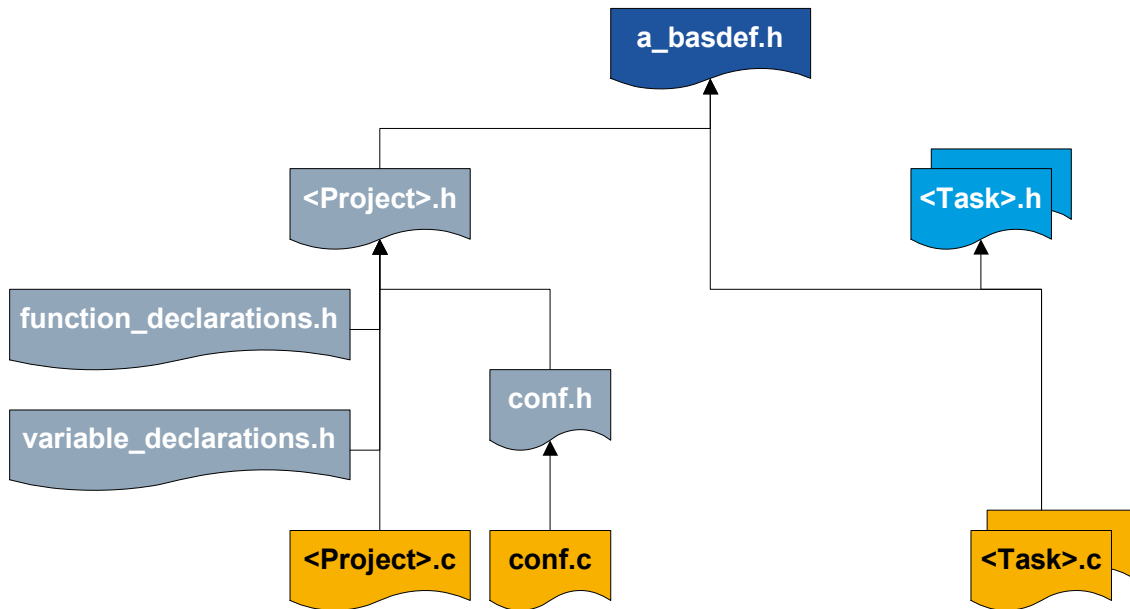 a_basdef.h
<Project>.h
<Task>.h
function_declarations.h
conf.h
variable_declarations.h
<Project>.c
conf.c
<Task>.c